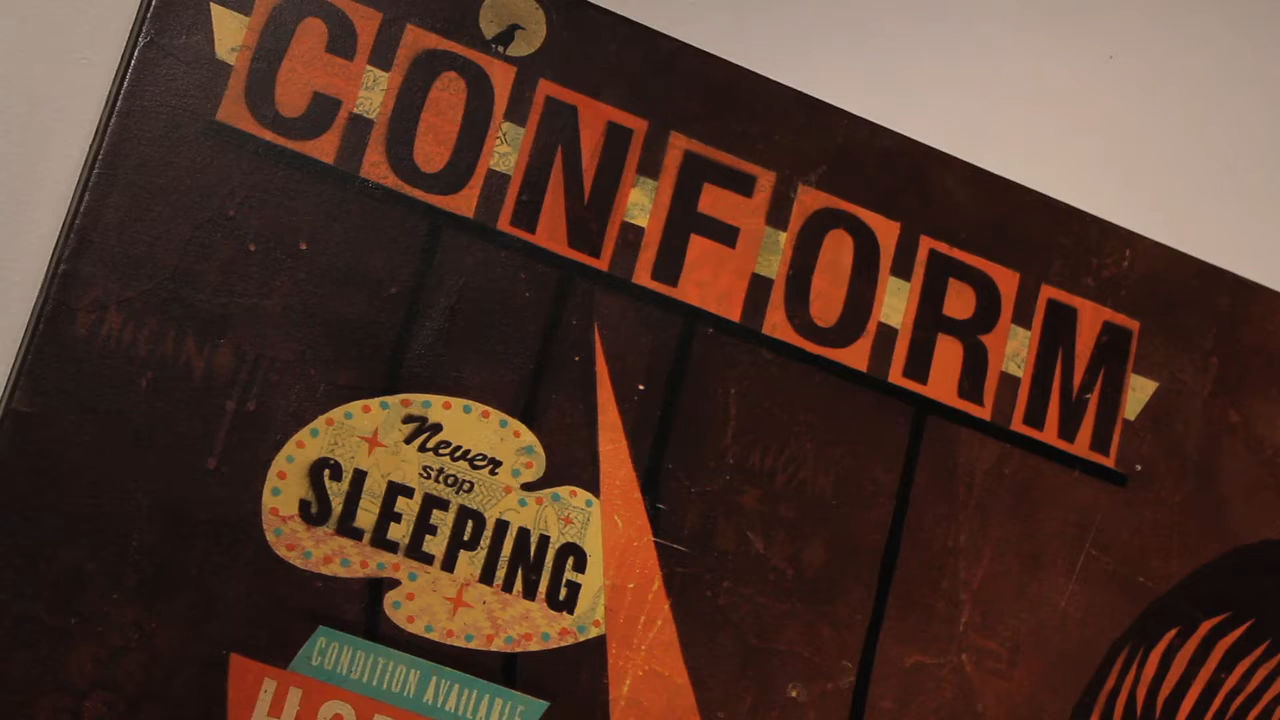 CONFORM
Never
stop
SLEEPING
CONDITION AVAILABLE